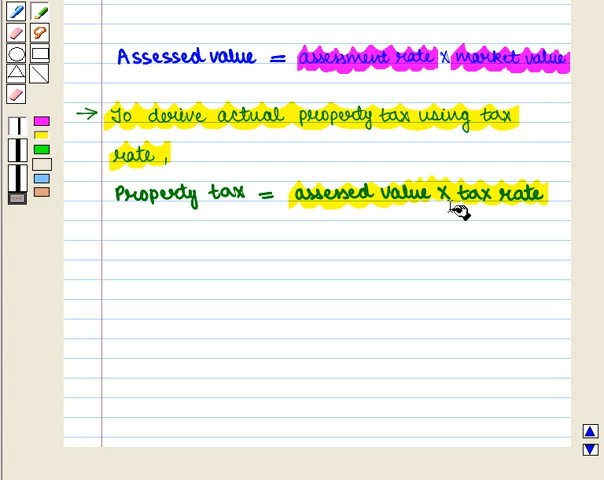 Assessed value = assessment rate × market value
→ To derive actual property tax using tax
rate,
Property tax = assessed value × tax rate